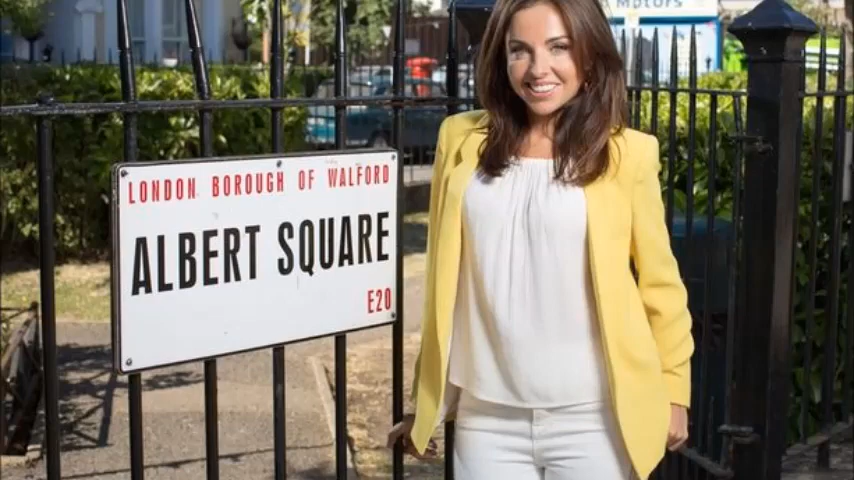 Motors
LONDON BOROUGH OF WALFORD
ALBERT SQUARE
E20